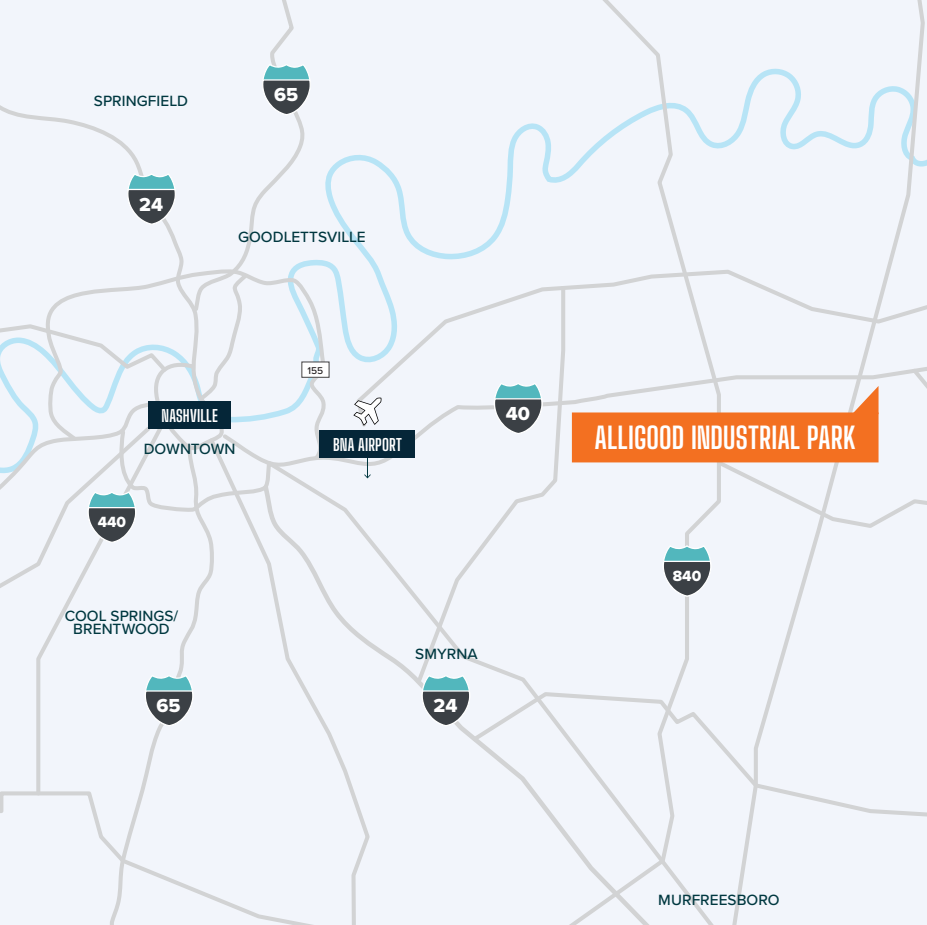 65
SPRINGFIELD
24
GOODLETTSVILLE
155
40
NASHVILLE
BNA AIRPORT
ALLIGOOD INDUSTRIAL PARK
DOWNTOWN
440
840
COOL SPRINGS/
BRENTWOOD
SMYRNA
65
24
MURFREESBORO